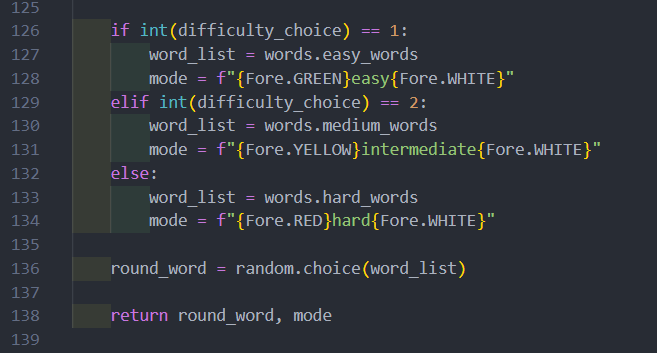 125
126 if int(difficulty_choice) == 1:
127 word_list = words.easy_words
128 mode = f"{Fore.GREEN}easy{Fore.WHITE}"
129 elif int(difficulty_choice) == 2:
130 word_list = words.medium_words
131 mode = f"{Fore.YELLOW}intermediate{Fore.WHITE}"
132 else:
133 word_list = words.hard_words
134 mode = f"{Fore.RED}hard{Fore.WHITE}"
135
136 round_word = random.choice(word_list)
137
138 return round_word, mode
139